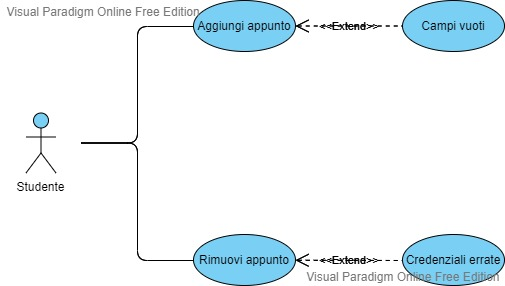 Visual Paradigm Online Free Edition
Aggiungi appunto
<<Extend>>
Campi vuoti
Studente
Rimuovi appunto
<<Extend>>
Credenziali errate
Visual Paradigm Online Free Edition